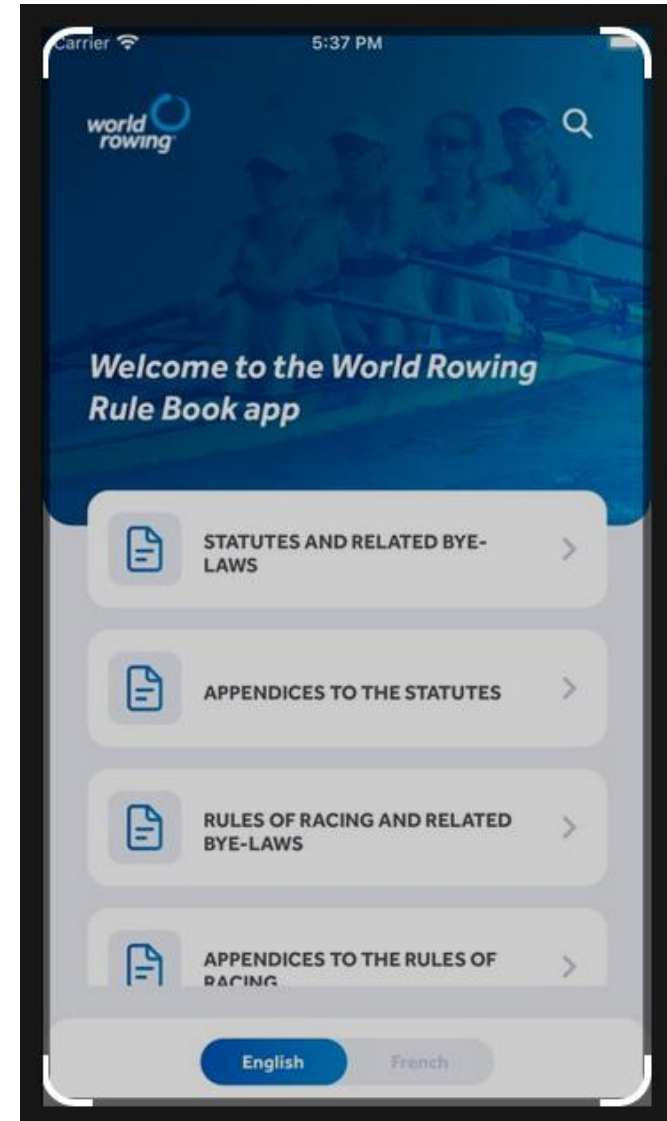 Carrier
5:37 PM
world
rowing
Welcome to the World Rowing
Rule Book app
STATUTES AND RELATED BYE-
LAWS
APPENDICES TO THE STATUTES
RULES OF RACING AND RELATED
BYE-LAWS
APPENDICES TO THE RULES OF
RACING
English French